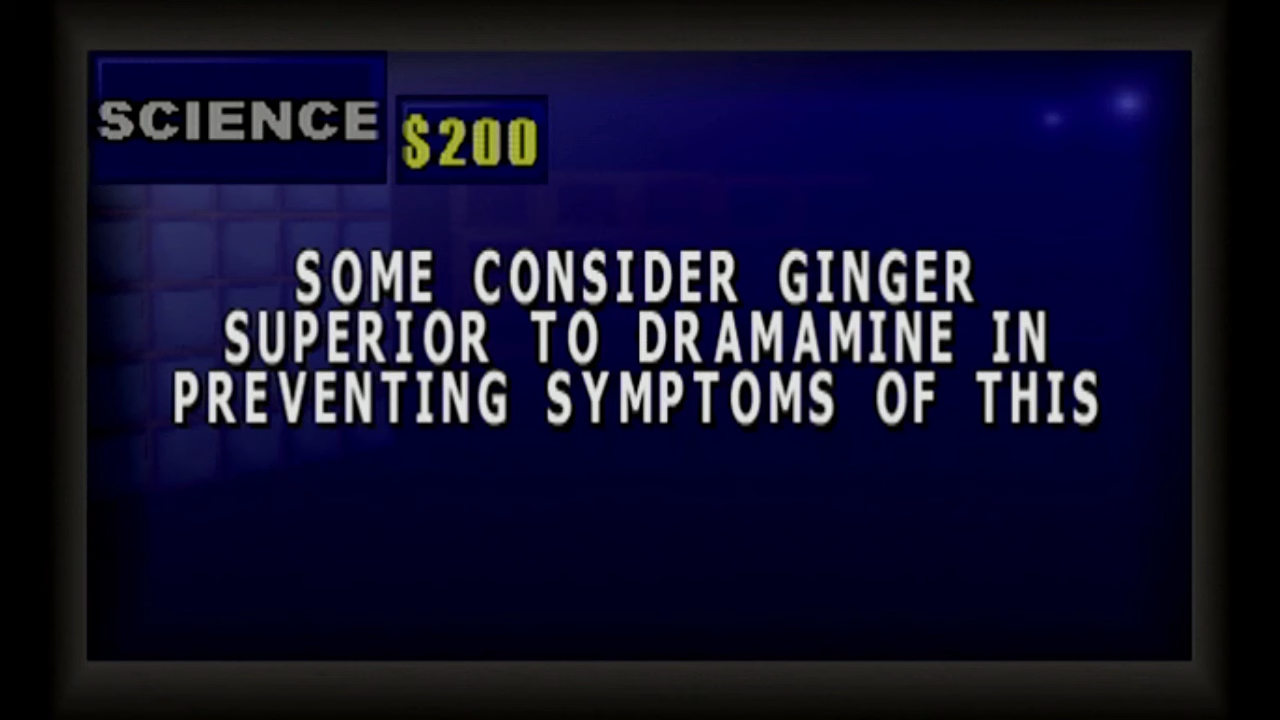 SCIENCE
$200
SOME CONSIDER GINGER
SUPERIOR TO DRAMAMINE IN
PREVENTING SYMPTOMS OF THIS